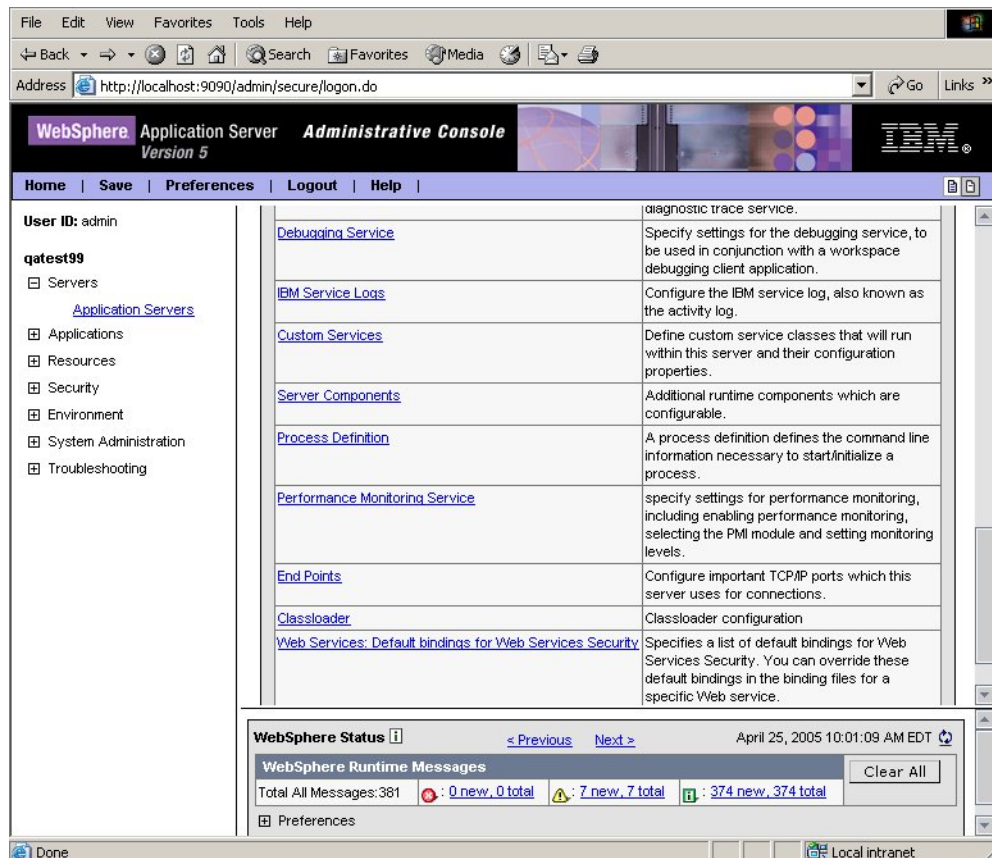 File Edit View Favorites Tools Help
Back Search Favorites Media
Address http://localhost:9090/admin/secure/logon.do Go Links »
WebSphere Application Server Administrative Console
Version 5
IBM®
Home | Save | Preferences | Logout | Help |
User ID: admin
qatest99
Servers
Application Servers
Applications
Resources
Security
Environment
System Administration
Troubleshooting
diagnostic trace service.
Debugging Service
Specify settings for the debugging service, to
be used in conjunction with a workspace
debugging client application.
IBM Service Logs
Configure the IBM service log, also known as
the activity log.
Custom Services
Define custom service classes that will run
within this server and their configuration
properties.
Server Components
Additional runtime components which are
configurable.
Process Definition
A process definition defines the command line
information necessary to start/initialize a
process.
Performance Monitoring Service
specify settings for performance monitoring,
including enabling performance monitoring,
selecting the PMI module and setting monitoring
levels.
End Points
Configure important TCP/IP ports which this
server uses for connections.
Classloader
Classloader configuration
Web Services: Default bindings for Web Services Security
Specifies a list of default bindings for Web
Services Security. You can override these
default bindings in the binding files for a
specific Web service.
WebSphere Status i < Previous Next > April 25, 2005 10:01:09 AM EDT
WebSphere Runtime Messages
Clear All
Total All Messages:381 : 0 new, 0 total : 7 new, 7 total : 374 new, 374 total
Preferences
Done Local intranet